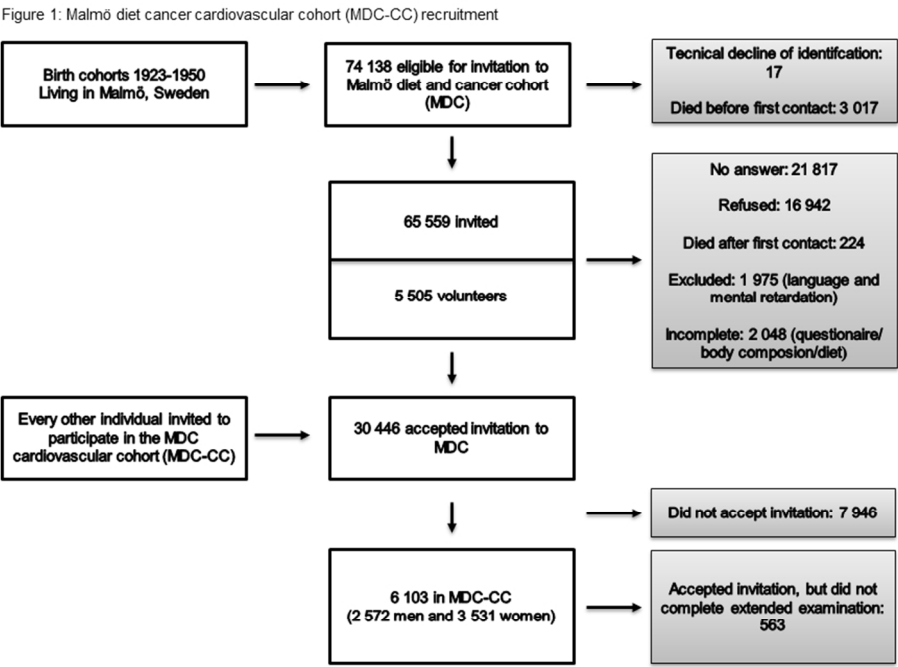 Figure 1: Malmö diet cancer cardiovascular cohort (MDC-CC) recruitment
Birth cohorts 1923-1950
Living in Malmö, Sweden
74 138 eligible for invitation to
Malmö diet and cancer cohort
(MDC)
Tecnical decline of identifcation:
17
Died before first contact: 3 017
65 559 invited
5 505 volunteers
No answer: 21 817
Refused: 16 942
Died after first contact: 224
Excluded: 1 975 (language and
mental retardation)
Incomplete: 2 048 (questionaire/
body composion/diet)
Every other individual invited to
participate in the MDC
cardiovascular cohort (MDC-CC)
30 446 accepted invitation to
MDC
Did not accept invitation: 7 946
6 103 in MDC-CC
(2 572 men and 3 531 women)
Accepted invitation, but did not
complete extended examination:
563